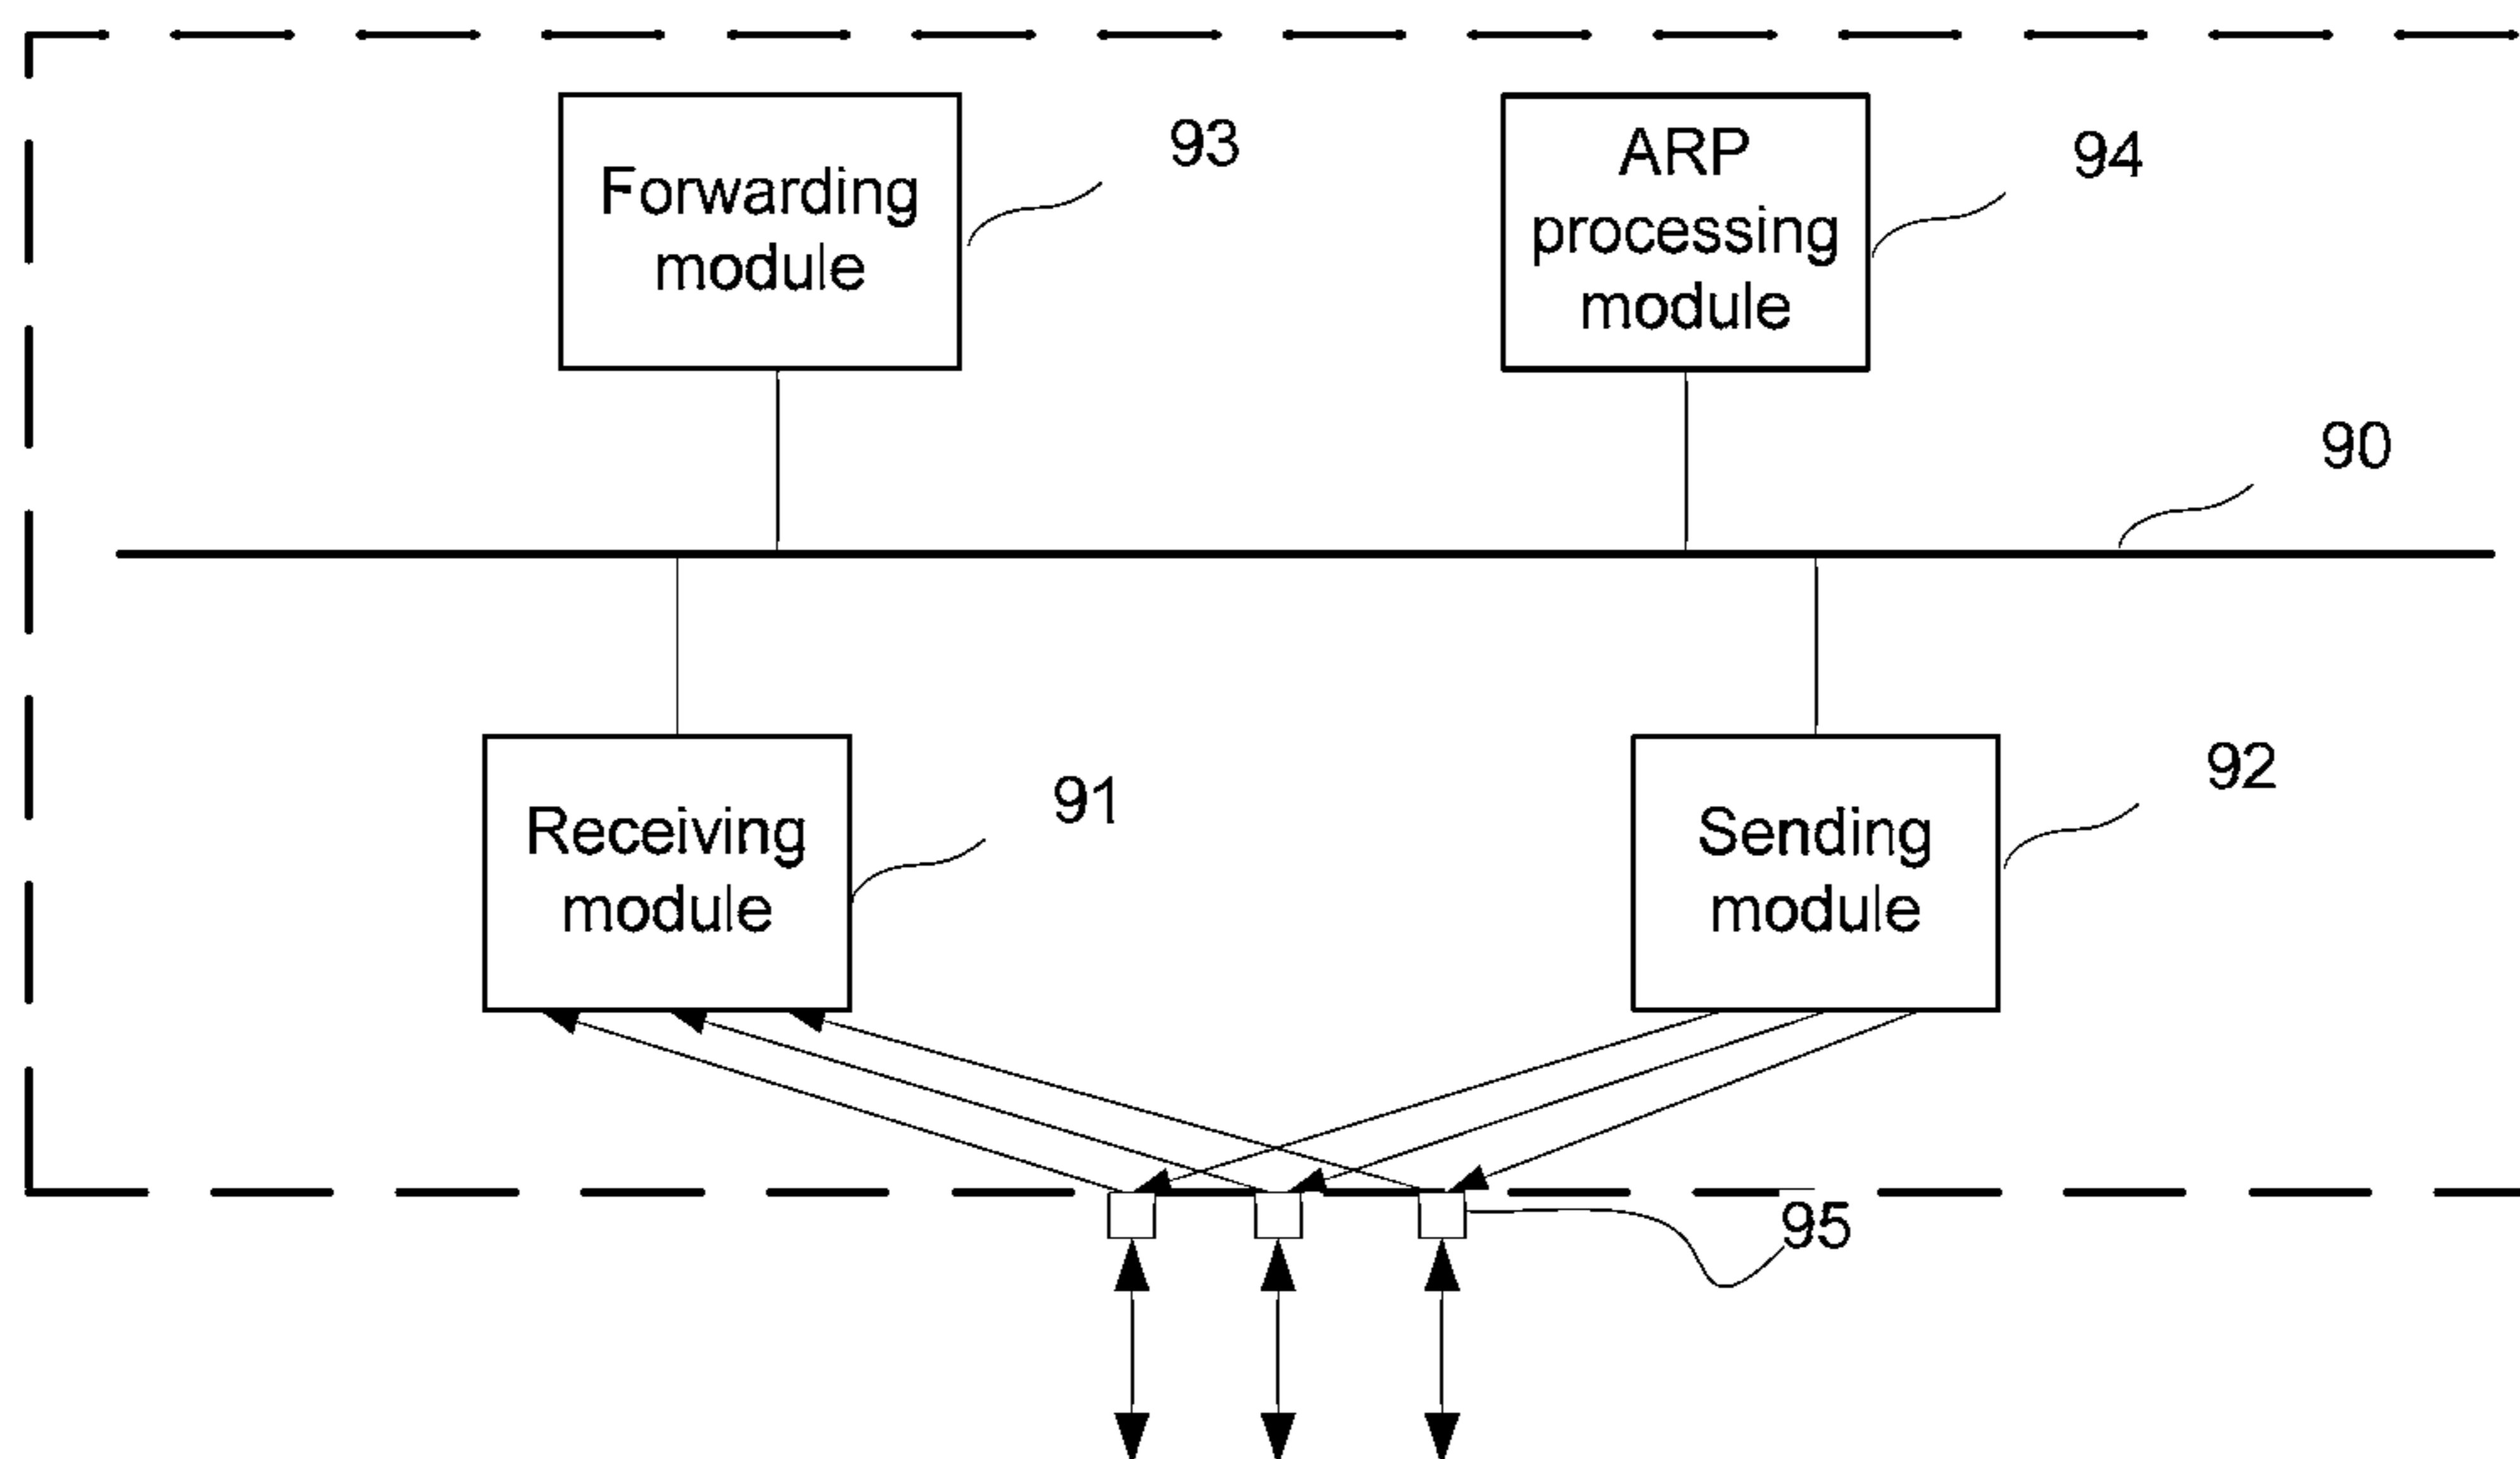 Forwarding
module
93
ARP
processing
module
94
90
Receiving
module
91
Sending
module
92
95